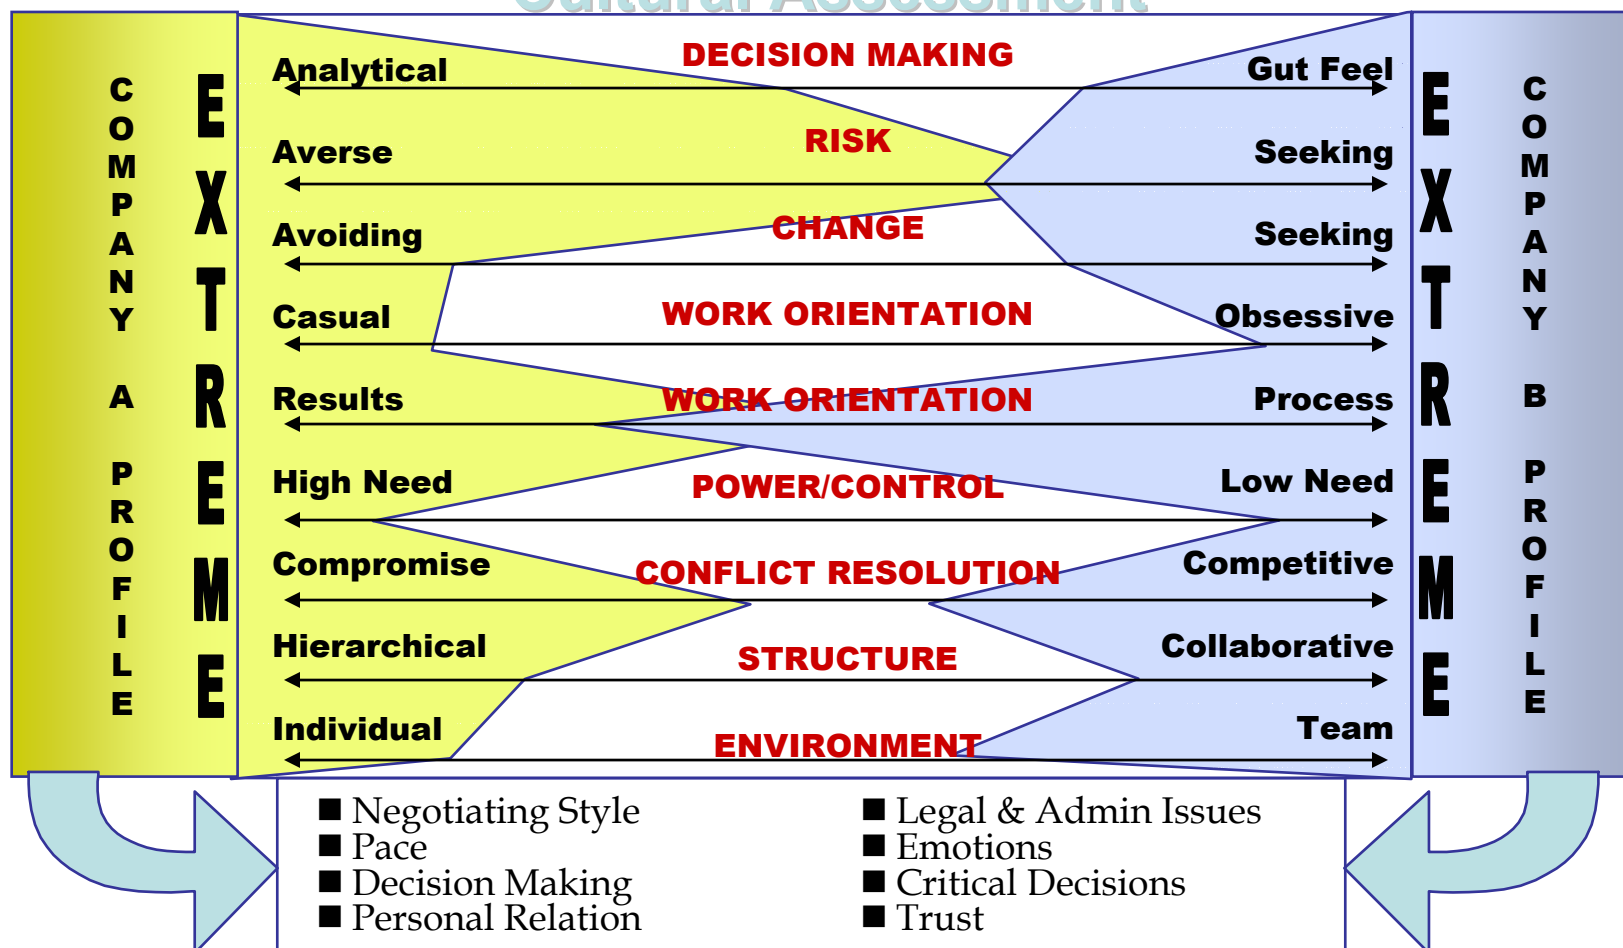 Cultural Assessment
COMPANY A PROFILE
EXTREME
DECISION MAKING
Analytical
Gut Feel
RISK
Averse
Seeking
CHANGE
Avoiding
Seeking
WORK ORIENTATION
Casual
Obsessive
WORK ORIENTATION
Results
Process
POWER/CONTROL
High Need
Low Need
CONFLICT RESOLUTION
Compromise
Competitive
STRUCTURE
Hierarchical
Collaborative
ENVIRONMENT
Individual
Team
EXTREME
COMPANY B PROFILE
■ Negotiating Style
■ Pace
■ Decision Making
■ Personal Relation
■ Legal & Admin Issues
■ Emotions
■ Critical Decisions
■ Trust